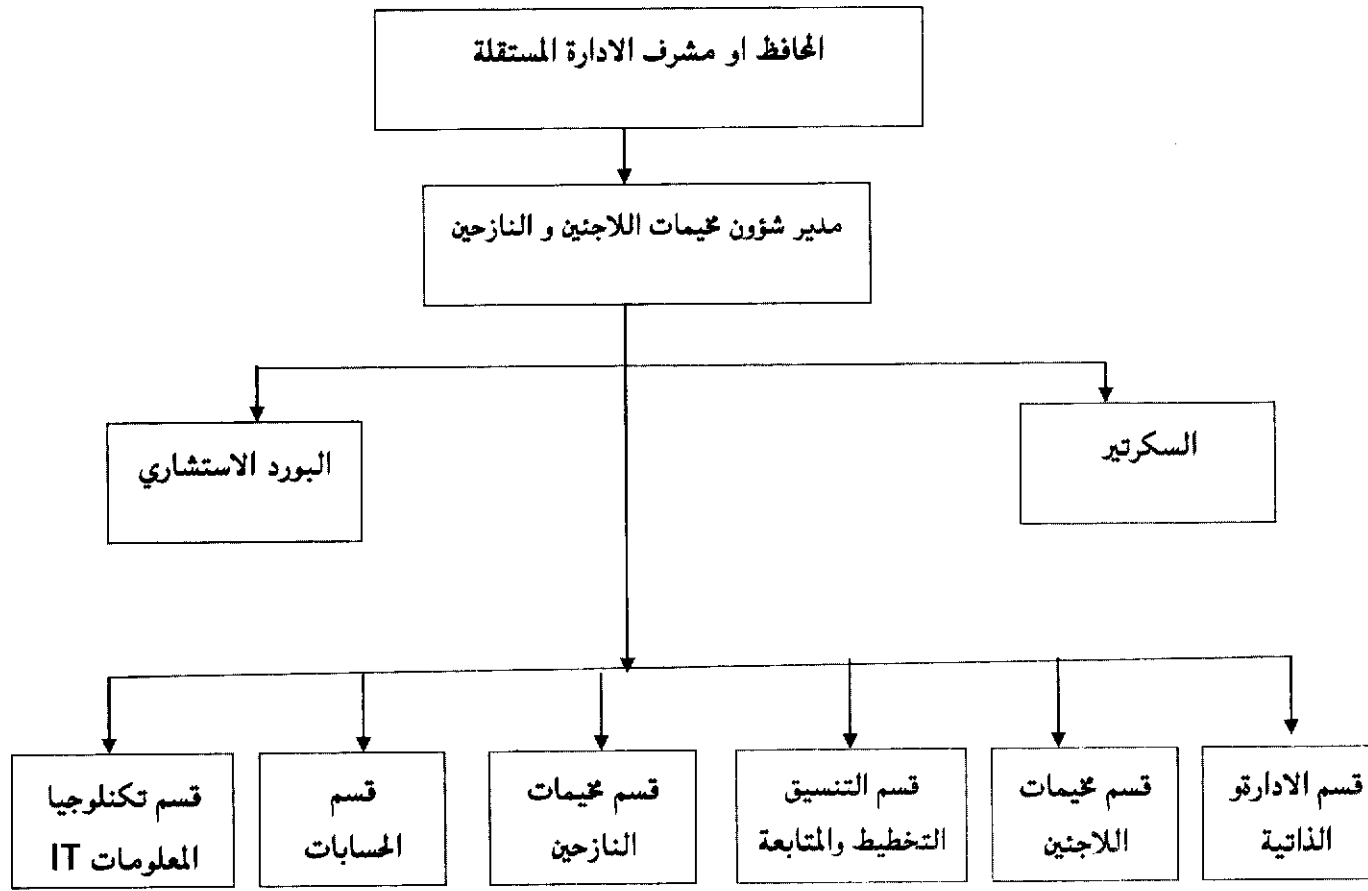 المحافظ او مشرف الادارة المستقلة
مدير شؤون مخيمات اللاجئين و النازحين
السكرتير
البورد الاستشاري
قسم الادارةو
الذاتية
قسم مخيمات
اللاجئين
قسم التنسيق
التخطيط والمتابعة
قسم مخيمات
النازحين
قسم
الحسابات
قسم تكنلوجيا
المعلومات IT